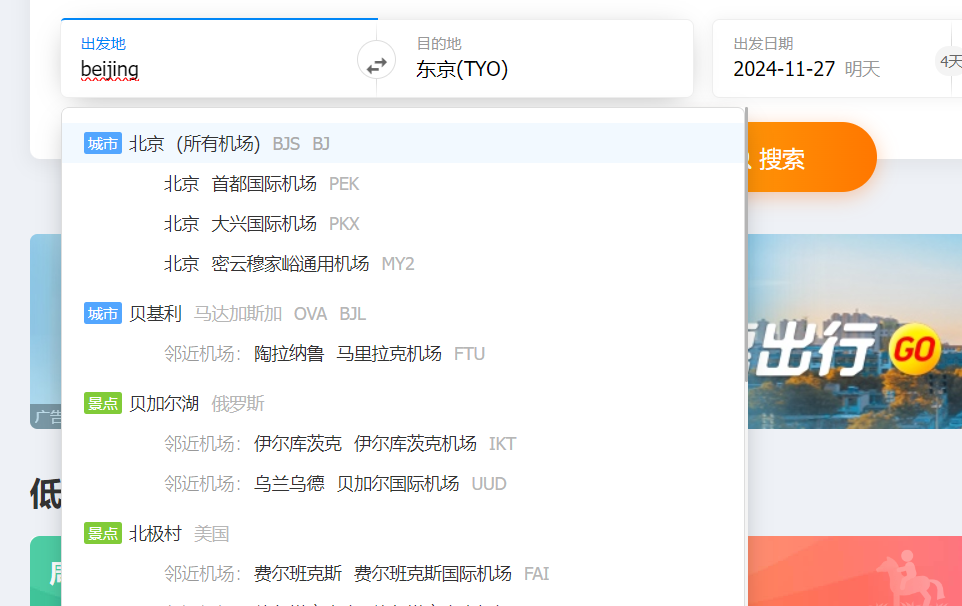 出发地 目的地 出发日期
beijing 东京(TYO) 2024-11-27 明天 4天
城市 北京 (所有机场) BJS BJ
搜索
北京 首都国际机场 PEK
北京 大兴国际机场 PKX
北京 密云穆家峪通用机场 MY2
城市 贝基利 马达加斯加 OVA BJL
邻近机场: 陶拉纳鲁 马里拉克机场 FTU
出行 GO
景点 贝加尔湖 俄罗斯
广告
邻近机场: 伊尔库茨克 伊尔库茨克机场 IKT
邻近机场: 乌兰乌德 贝加尔国际机场 UUD
低
景点 北极村 美国
邻近机场: 费尔班克斯 费尔班克斯国际机场 FAI